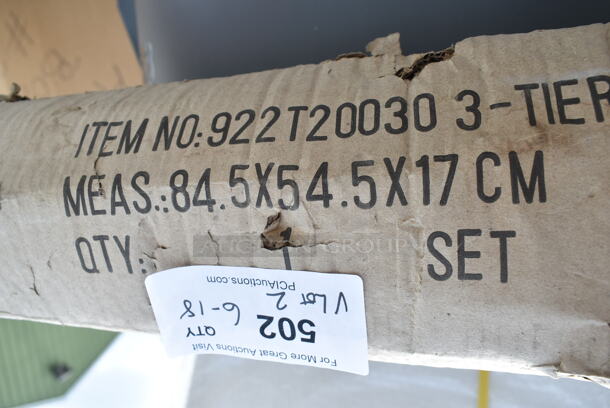 ITEM NO:922T20030 3-TIER
MEAS.:84.5X54.5X17 CM
QTY: 1 SET
For More Great Auctions Visit
502 QTY
V Lot 2 6-18
PCIAuctions.com